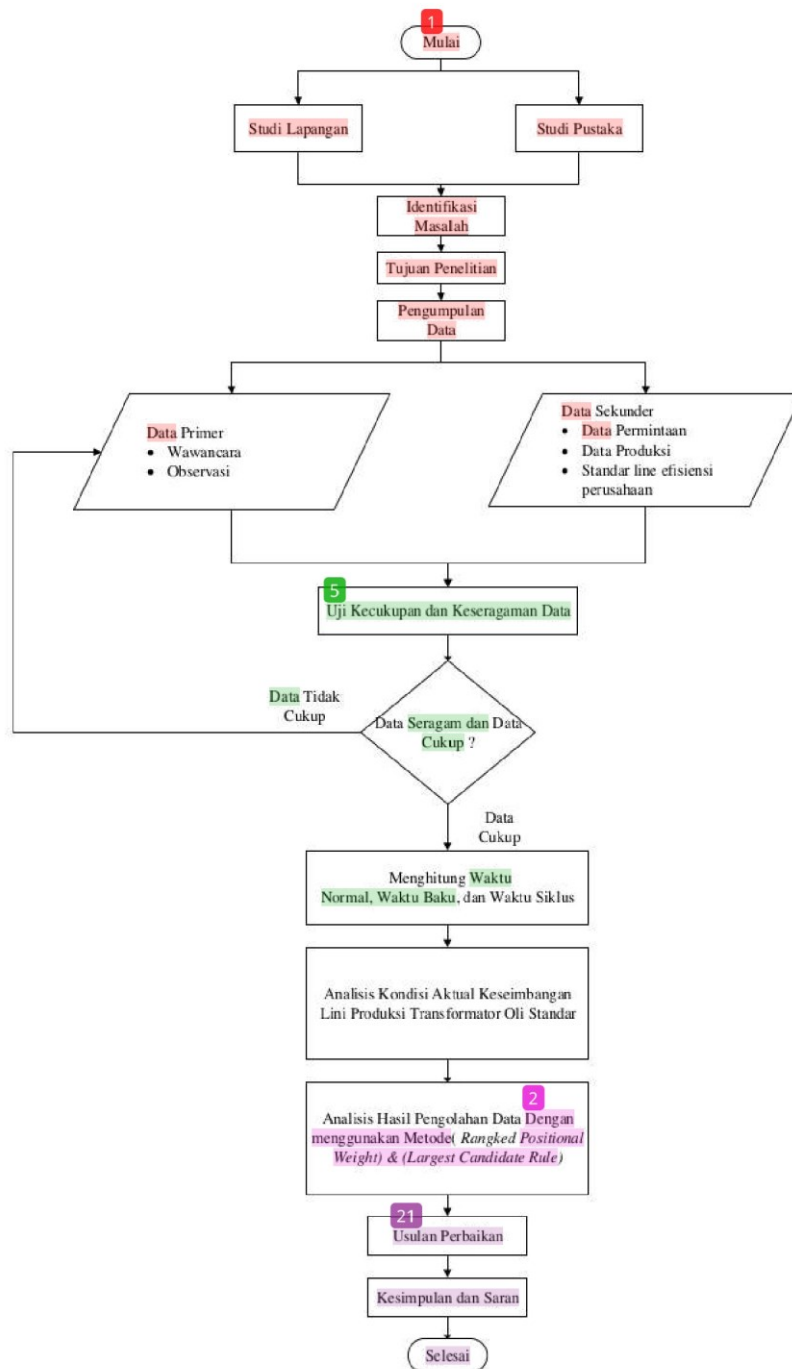 1
Mulai
Studi Lapangan
Studi Pustaka
Identifikasi
Masalah
Tujuan Penelitian
Pengumpulan
Data
Data Primer
• Wawancara
• Observasi
Data Sekunder
• Data Permintaan
• Data Produksi
• Standar line efisiensi
perusahaan
5
Uji Kecukupan dan Keseragaman Data
Data Tidak
Cukup
Data Seragam dan Data
Cukup ?
Data
Cukup
Menghitung Waktu
Normal, Waktu Baku, dan Waktu Siklus
Analisis Kondisi Aktual Keseimbangan
Lini Produksi Transformator Oli Standar
2
Analisis Hasil Pengolahan Data Dengan
menggunakan Metode( Rangked Positional
Weight) & (Largest Candidate Rule)
21
Usulan Perbaikan
Kesimpulan dan Saran
Selesai